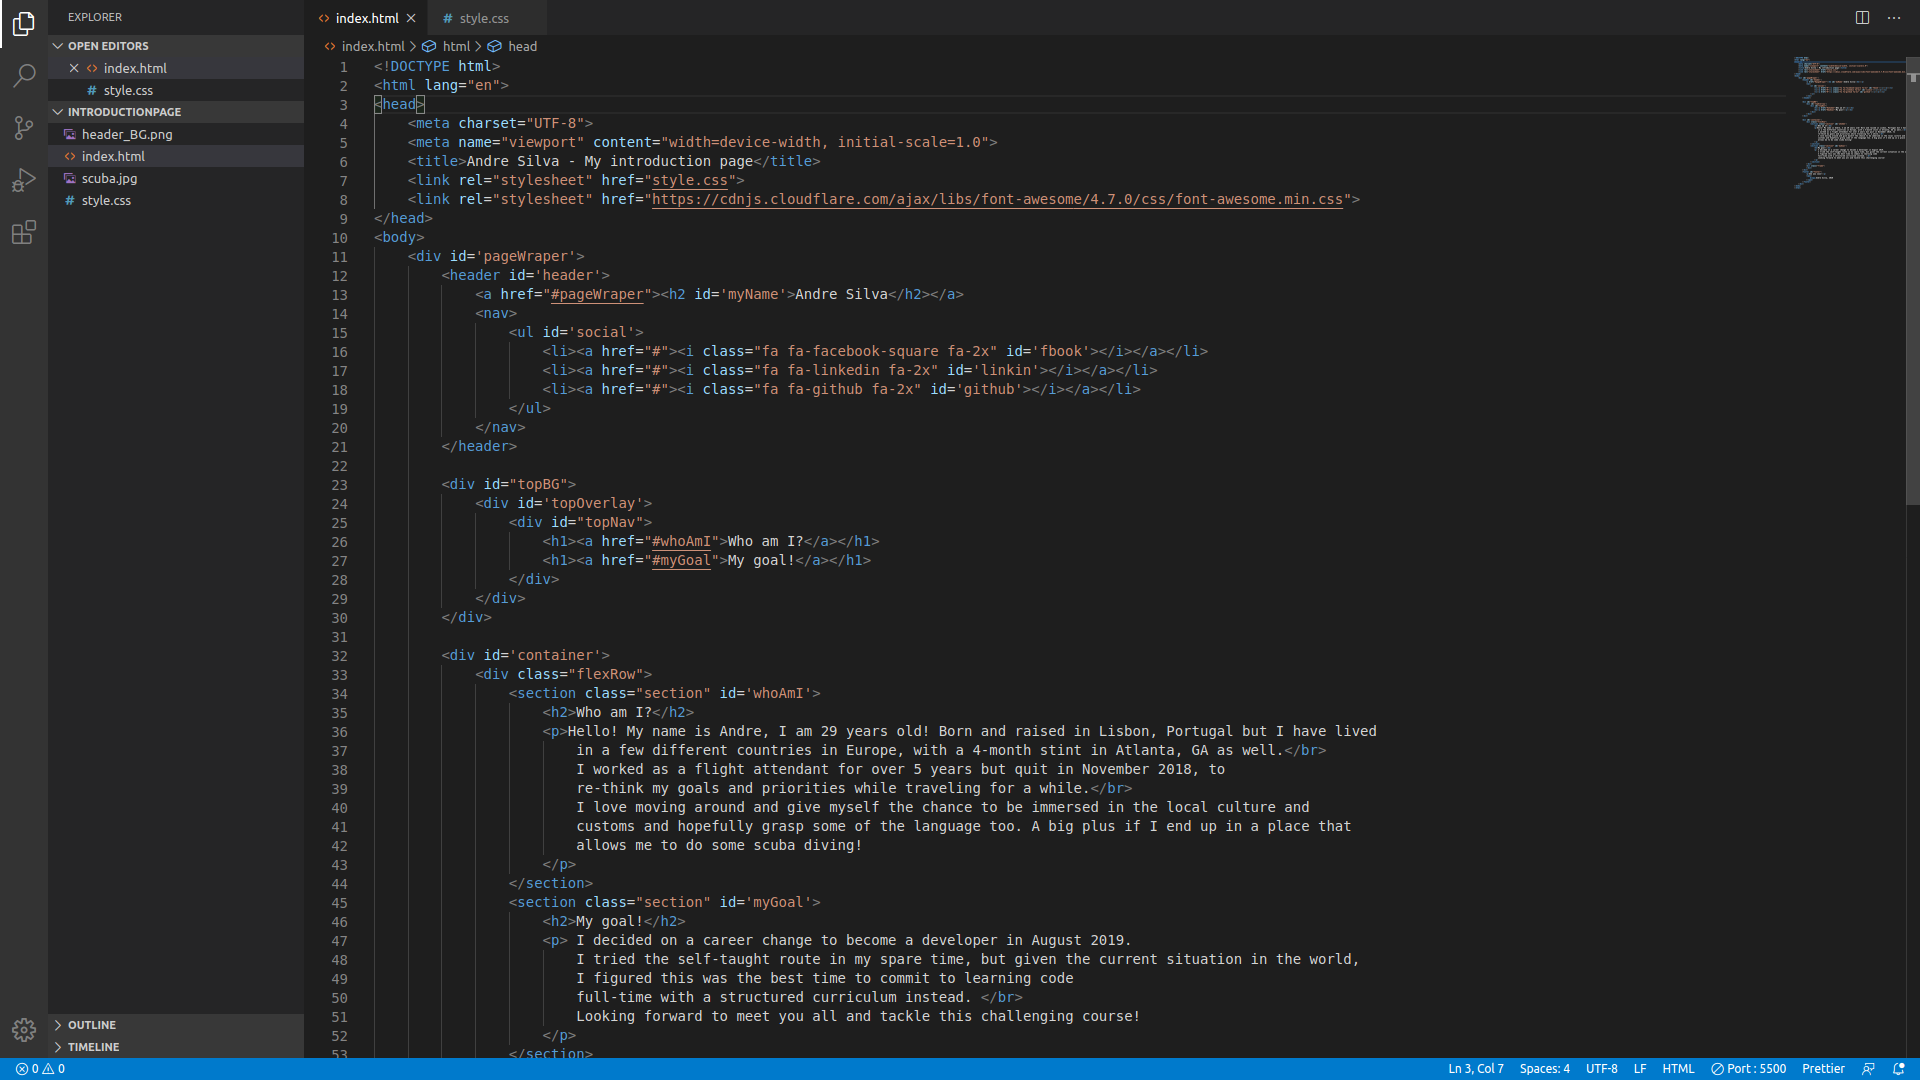 EXPLORER
OPEN EDITORS
index.html
style.css
INTRODUCTIONPAGE
header_BG.png
index.html
scuba.jpg
style.css
OUTLINE
TIMELINE
index.html
style.css
index.html > html > head
1 <!DOCTYPE html>
2 <html lang="en">
3 <head>
4 <meta charset="UTF-8">
5 <meta name="viewport" content="width=device-width, initial-scale=1.0">
6 <title>Andre Silva - My introduction page</title>
7 <link rel="stylesheet" href="style.css">
8 <link rel="stylesheet" href="https://cdnjs.cloudflare.com/ajax/libs/font-awesome/4.7.0/css/font-awesome.min.css">
9 </head>
10 <body>
11 <div id='pageWraper'>
12 <header id='header'>
13 <a href="#pageWraper"><h2 id='myName'>Andre Silva</h2></a>
14 <nav>
15 <ul id='social'>
16 <li><a href="#"><i class="fa fa-facebook-square fa-2x" id='fbook'></i></a></li>
17 <li><a href="#"><i class="fa fa-linkedin fa-2x" id='linkin'></i></a></li>
18 <li><a href="#"><i class="fa fa-github fa-2x" id='github'></i></a></li>
19 </ul>
20 </nav>
21 </header>
22
23 <div id="topBG">
24 <div id='topOverlay'>
25 <div id="topNav">
26 <h1><a href="#whoAmI">Who am I?</a></h1>
27 <h1><a href="#myGoal">My goal!</a></h1>
28 </div>
29 </div>
30 </div>
31
32 <div id='container'>
33 <div class="flexRow">
34 <section class="section" id='whoAmI'>
35 <h2>Who am I?</h2>
36 <p>Hello! My name is Andre, I am 29 years old! Born and raised in Lisbon, Portugal but I have lived
37 in a few different countries in Europe, with a 4-month stint in Atlanta, GA as well.</br>
38 I worked as a flight attendant for over 5 years but quit in November 2018, to
39 re-think my goals and priorities while traveling for a while.</br>
40 I love moving around and give myself the chance to be immersed in the local culture and
41 customs and hopefully grasp some of the language too. A big plus if I end up in a place that
42 allows me to do some scuba diving!
43 </p>
44 </section>
45 <section class="section" id='myGoal'>
46 <h2>My goal!</h2>
47 <p> I decided on a career change to become a developer in August 2019.
48 I tried the self-taught route in my spare time, but given the current situation in the world,
49 I figured this was the best time to commit to learning code
50 full-time with a structured curriculum instead. </br>
51 Looking forward to meet you all and tackle this challenging course!
52 </p>
53 </section>
0 0 Ln 3, Col 7 Spaces: 4 UTF-8 LF HTML Port : 5500 Prettier